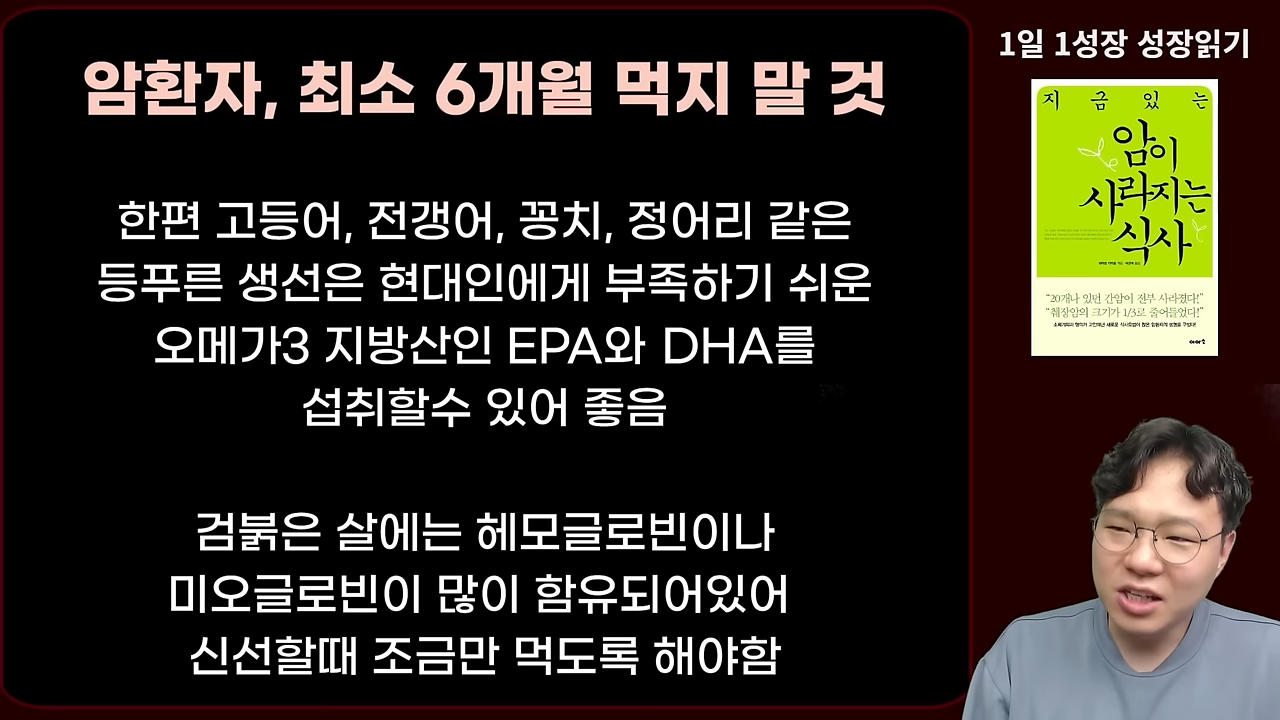 암환자, 최소 6개월 먹지 말 것
한편 고등어, 전갱어, 꽁치, 정어리 같은
등푸른 생선은 현대인에게 부족하기 쉬운
오메가3 지방산인 EPA와 DHA를
섭취할수 있어 좋음
검붉은 살에는 헤모글로빈이나
미오글로빈이 많이 함유되어있어
신선할때 조금만 먹도록 해야함
1일 1성장 성장읽기
지금있는
암이
사라지는
식사
“20개나 있던 간암이 전부 사라졌다!”
“췌장암의 크기가 1/3로 줄어들었다!”